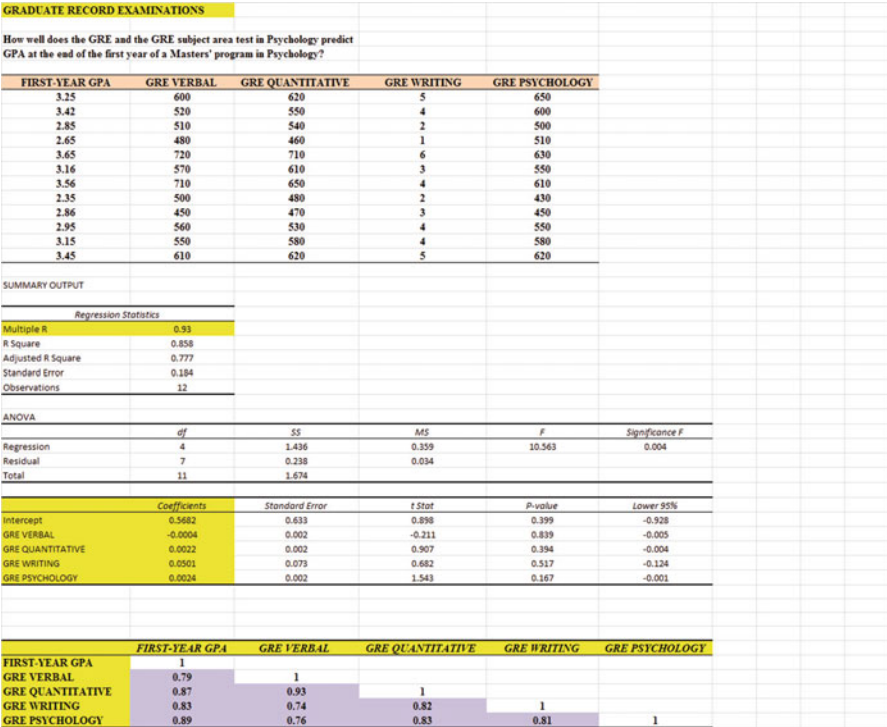 GRADUATE RECORD EXAMINATIONS
How well does the GRE and the GRE subject area test in Psychology predict
GPA at the end of the first year of a Masters' program in Psychology?
FIRST-YEAR GPA GRE VERBAL GRE QUANTITATIVE GRE WRITING GRE PSYCHOLOGY
3.25 600 620 5 650
3.42 520 550 4 600
2.85 510 540 2 500
2.65 480 460 1 510
3.65 720 710 6 630
3.16 570 610 3 550
3.56 710 650 4 610
2.35 500 480 2 430
2.86 450 470 3 450
2.95 560 530 4 550
3.15 550 580 4 580
3.45 610 620 5 620
SUMMARY OUTPUT
Regression Statistics
Multiple R 0.93
R Square 0.858
Adjusted R Square 0.777
Standard Error 0.184
Observations 12
ANOVA
df SS MS F Significance F
Regression 4 1.436 0.359 10.563 0.004
Residual 7 0.238 0.034
Total 11 1.674
Coefficients Standard Error t Stat P-value Lower 95%
Intercept 0.5682 0.633 0.898 0.399 -0.928
GRE VERBAL -0.0004 0.002 -0.211 0.839 -0.005
GRE QUANTITATIVE 0.0022 0.002 0.907 0.394 -0.004
GRE WRITING 0.0501 0.073 0.682 0.517 -0.124
GRE PSYCHOLOGY 0.0024 0.002 1.543 0.167 -0.001
FIRST-YEAR GPA GRE VERBAL GRE QUANTITATIVE GRE WRITING GRE PSYCHOLOGY
FIRST-YEAR GPA 1
GRE VERBAL 0.79 1
GRE QUANTITATIVE 0.87 0.93 1
GRE WRITING 0.83 0.74 0.82 1
GRE PSYCHOLOGY 0.89 0.76 0.83 0.81 1